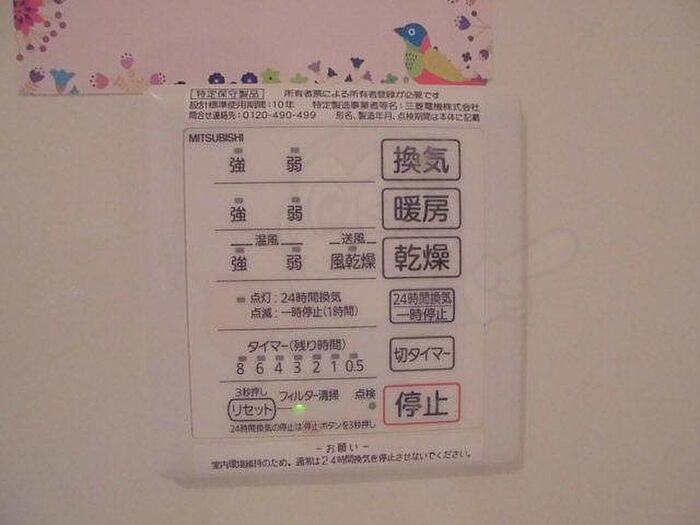 特定保守製品 所有者票による所有者登録が必要です
設計標準使用期間:10年 特定製造事業者等名:三菱電機株式会社
問合せ連絡先:0120-490-499 形名、製造年月、点検期間は本体に記載
MITSUBISHI
強 弱 換気
強 弱 暖房
温風 送風
強 弱 風乾燥 乾燥
点灯:24時間換気
点滅:一時停止(1時間)
24時間換気
一時停止
タイマー(残り時間)
8 6 4 3 2 1 0.5
切タイマー
3秒押し
リセット フィルター清掃 点検
停止
24時間換気の停止は停止ボタンを3秒押し
-お願い-
室内環境維持のため、通常は24時間換気を停止させないでください。